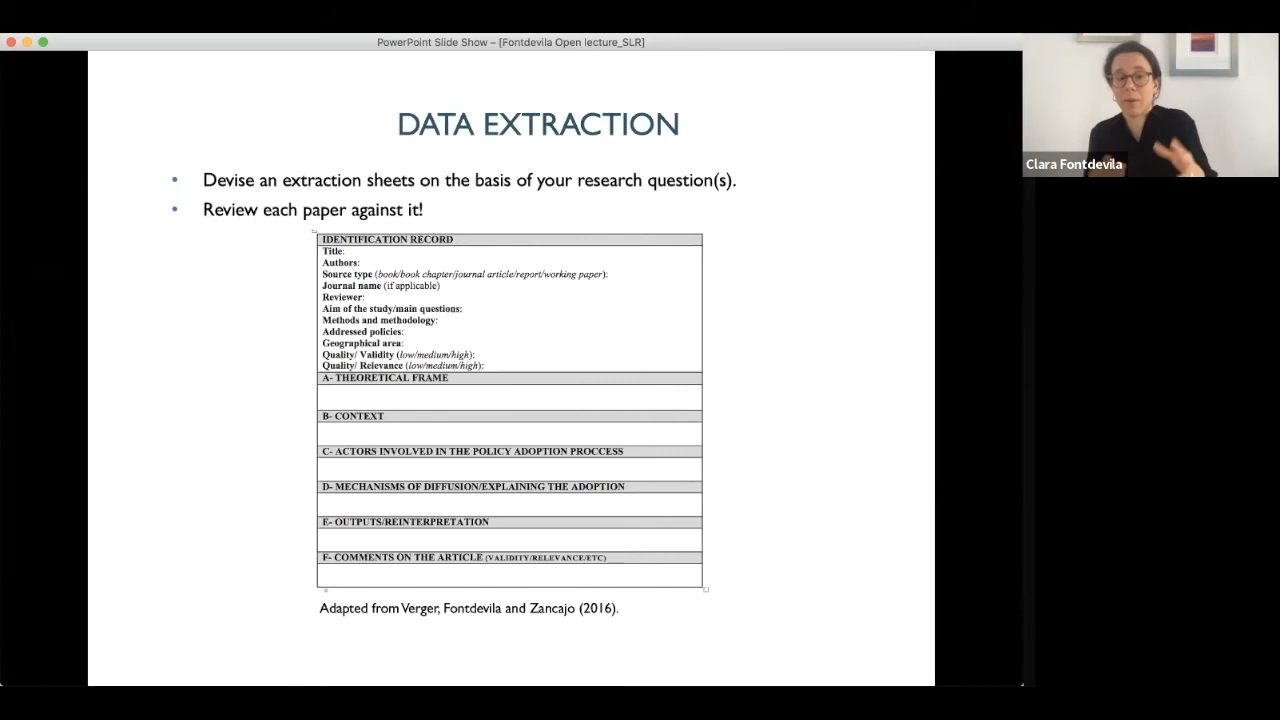 PowerPoint Slide Show – [Fontdevila Open lecture_SLR]
Clara Fontdevila
DATA EXTRACTION
• Devise an extraction sheets on the basis of your research question(s).
• Review each paper against it!
IDENTIFICATION RECORD
Title:
Authors:
Source type (book/book chapter/journal article/report/working paper):
Journal name (if applicable)
Reviewer:
Aim of the study/main questions:
Methods and methodology:
Addressed policies:
Geographical area:
Quality/ Validity (low/medium/high):
Quality/ Relevance (low/medium/high):
A- THEORETICAL FRAME
B- CONTEXT
C- ACTORS INVOLVED IN THE POLICY ADOPTION PROCCESS
D- MECHANISMS OF DIFFUSION/EXPLAINING THE ADOPTION
E- OUTPUTS/REINTERPRETATION
F- COMMENTS ON THE ARTICLE (VALIDITY/RELEVANCE/ETC)
Adapted from Verger, Fontdevila and Zancajo (2016).